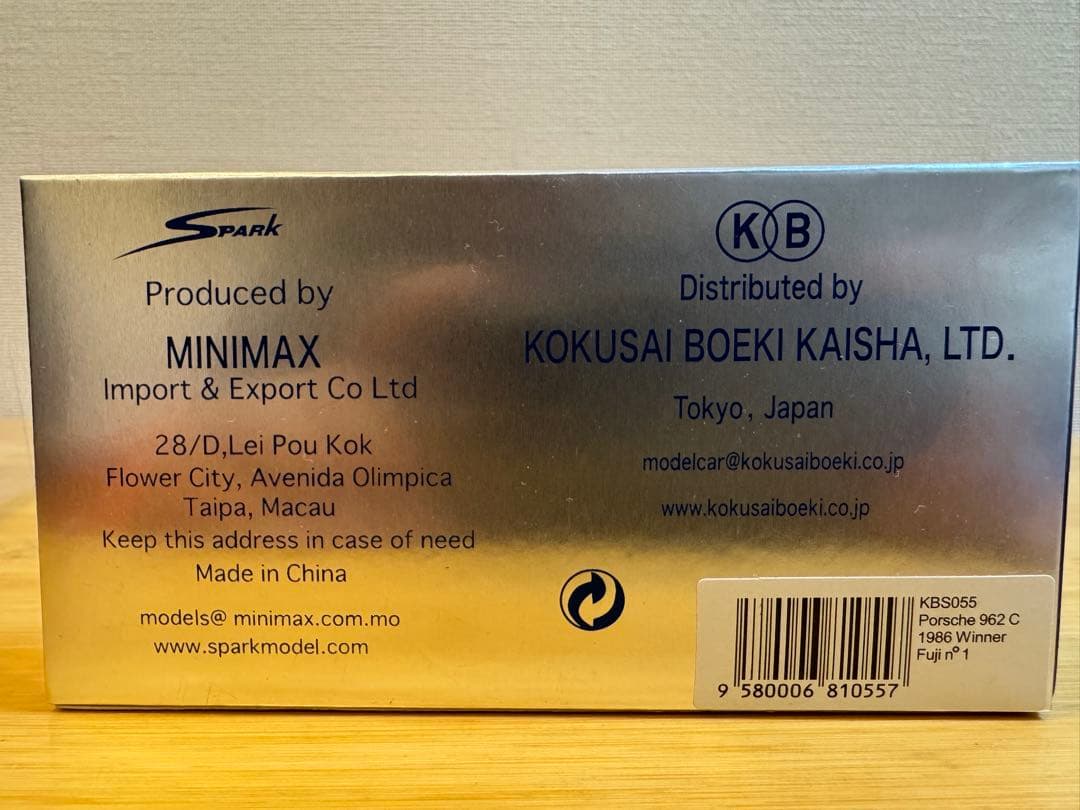 SPARK
Produced by
MINIMAX
Import & Export Co Ltd
28/D,Lei Pou Kok
Flower City, Avenida Olimpica
Taipa, Macau
Keep this address in case of need
Made in China
models@ minimax.com.mo
www.sparkmodel.com
KB
Distributed by
KOKUSAI BOEKI KAISHA, LTD.
Tokyo, Japan
modelcar@kokusaiboeki.co.jp
www.kokusaiboeki.co.jp
KBS055
Porsche 962 C
1986 Winner
Fuji nº 1
9 580006 810557